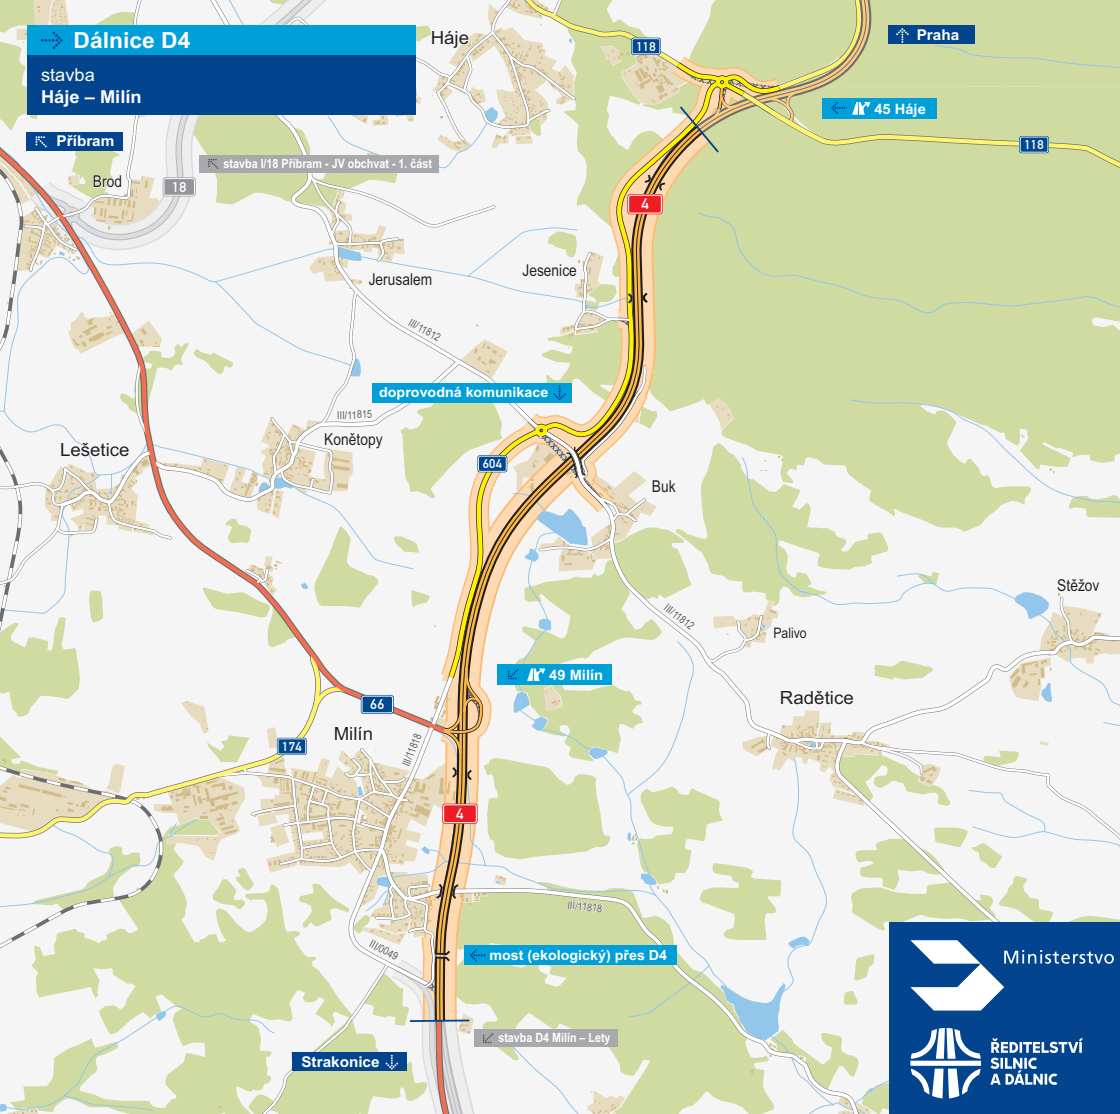 Dálnice D4
stavba
Háje – Milín
Háje
118
Praha
45 Háje
118
Příbram
stavba I/18 Příbram - JV obchvat - 1. část
Brod
18
4
Jesenice
Jerusalem
III/11812
doprovodná komunikace
III/11815
Konětopy
Lešetice
604
Buk
Stěžov
III/11812
Palivo
49 Milín
Radětice
66
Milín
174
III/11818
4
III/11818
III/0049
most (ekologický) přes D4
Ministerstvo
stavba D4 Milín – Lety
Strakonice
ŘEDITELSTVÍ
SILNIC
A DÁLNIC